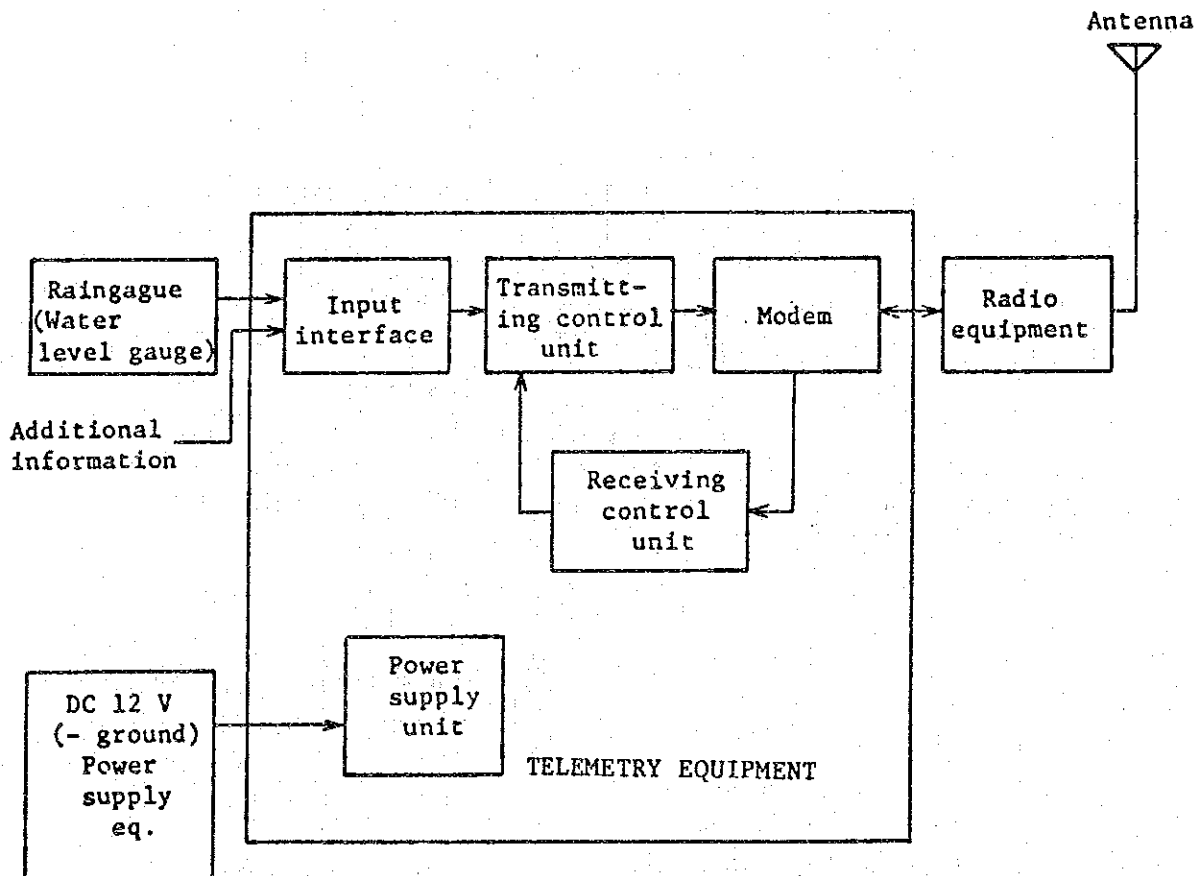 Antenna
Raingague
(Water
level gauge)
Input
interface
Transmitt-
ing control
unit
Modem
Radio
equipment
Additional
information
Receiving
control
unit
Power
supply
unit
DC 12 V
(- ground)
Power
supply
eq.
TELEMETRY EQUIPMENT